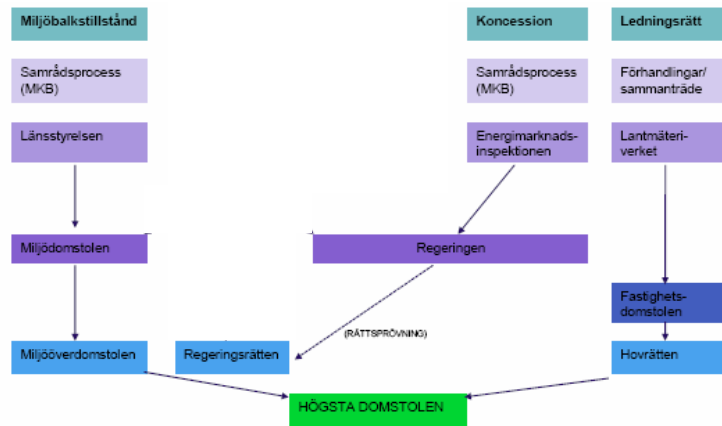 Miljöbalkstillstånd
Koncession
Ledningsrätt
Samrådsprocess
(MKB)
Samrådsprocess
(MKB)
Förhandlingar/
sammanträde
Länsstyrelsen
Energimarknads-
inspektionen
Lantmäteri-
verket
Miljödomstolen
Regeringen
Fastighets-
domstolen
(RÄTTSPRÖVNING)
Miljööverdomstolen
Regeringsrätten
Hovrätten
HÖGSTA DOMSTOLEN